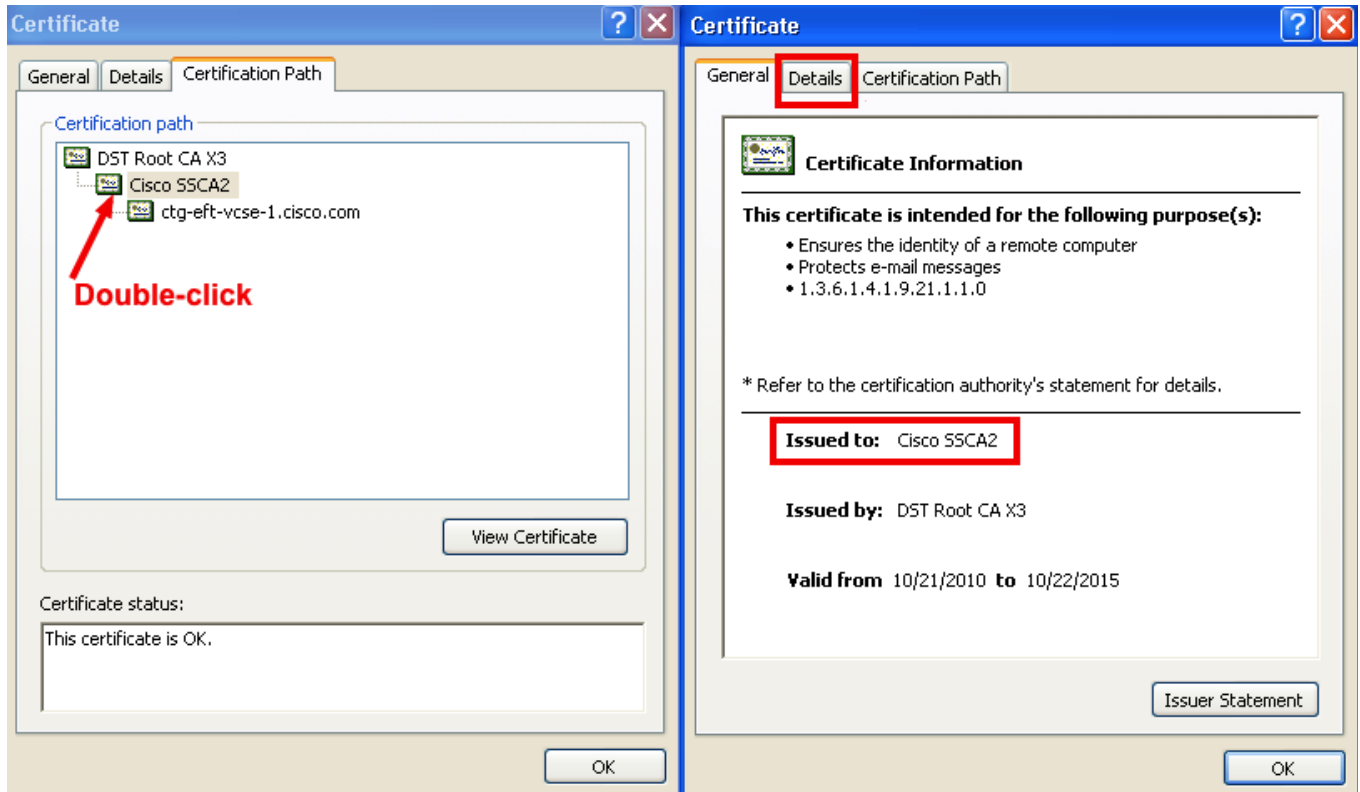 Certificate
General Details Certification Path
Certification path
DST Root CA X3
Cisco SSCA2
ctg-eft-vcse-1.cisco.com
Double-click
View Certificate
Certificate status:
This certificate is OK.
OK
Certificate
General Details Certification Path
Certificate Information
This certificate is intended for the following purpose(s):
• Ensures the identity of a remote computer
• Protects e-mail messages
• 1.3.6.1.4.1.9.21.1.1.0
* Refer to the certification authority's statement for details.
Issued to: Cisco SSCA2
Issued by: DST Root CA X3
Valid from 10/21/2010 to 10/22/2015
Issuer Statement
OK